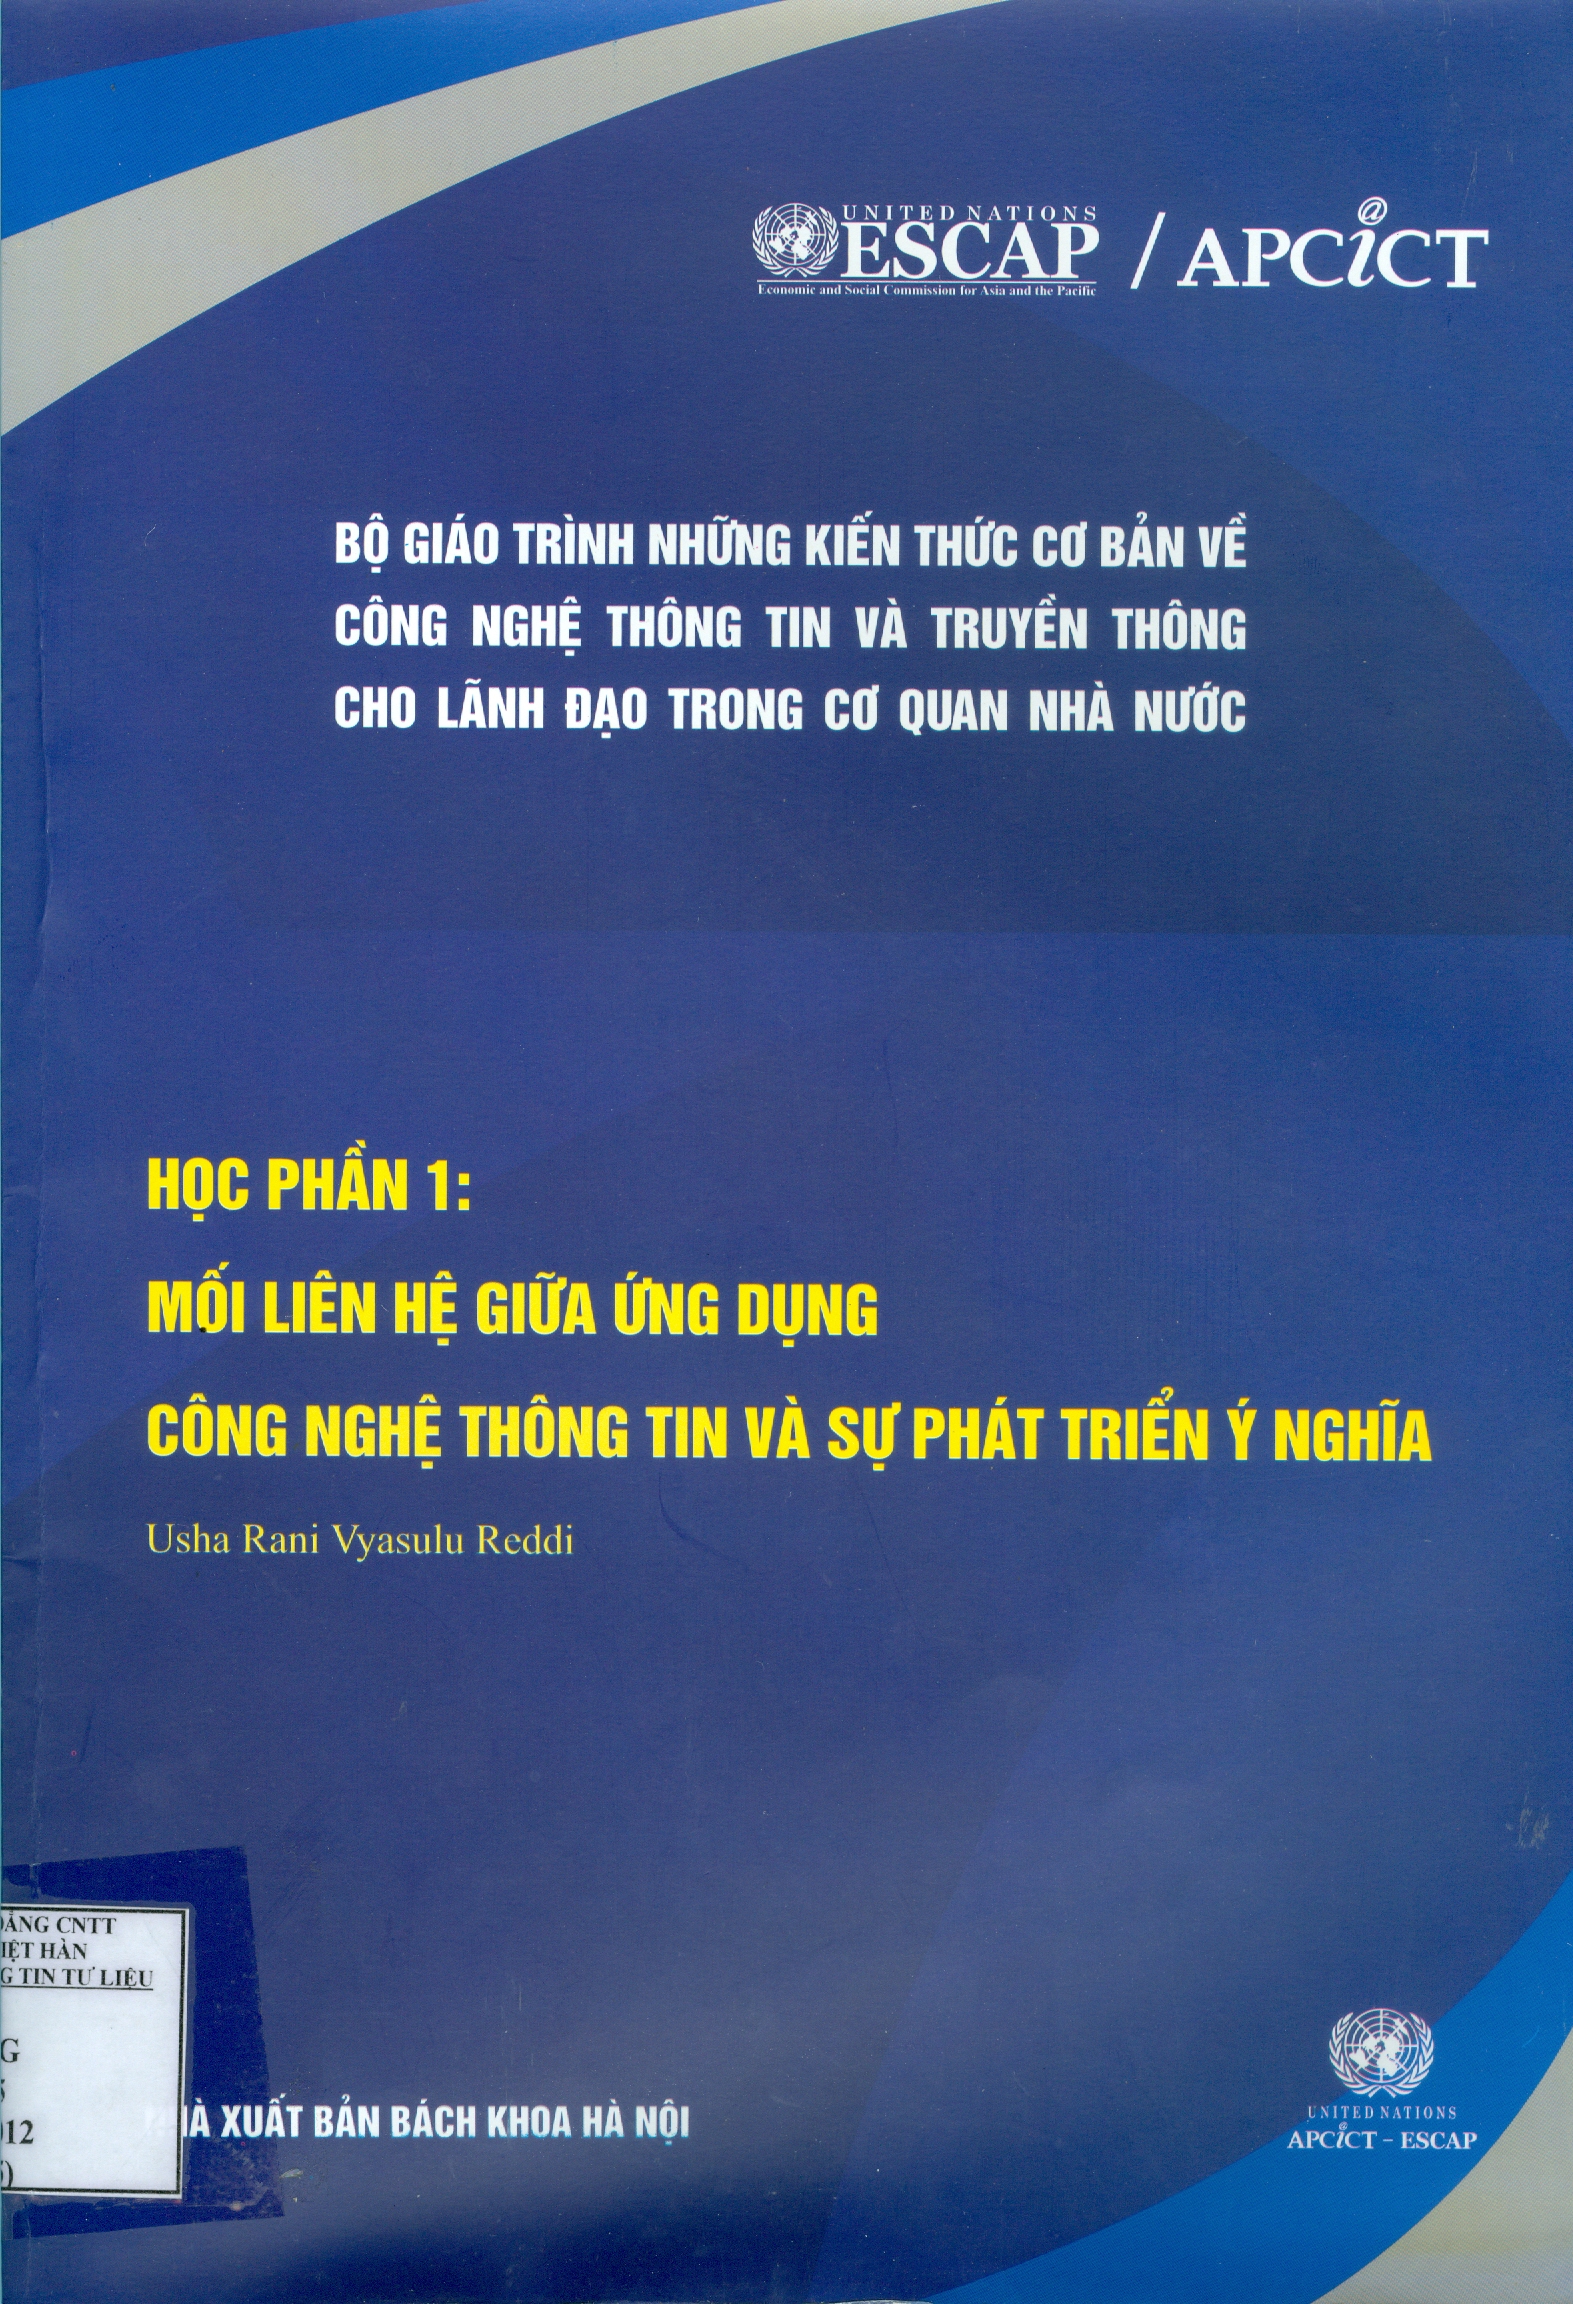 UNITED NATIONS
ESCAP / APCiCT
@
Economic and Social Commission for Asia and the Pacific
BỘ GIÁO TRÌNH NHỮNG KIẾN THỨC CƠ BẢN VỀ
CÔNG NGHỆ THÔNG TIN VÀ TRUYỀN THÔNG
CHO LÃNH ĐẠO TRONG CƠ QUAN NHÀ NƯỚC
HỌC PHẦN 1:
MỐI LIÊN HỆ GIỮA ỨNG DỤNG
CÔNG NGHỆ THÔNG TIN VÀ SỰ PHÁT TRIỂN Ý NGHĨA
Usha Rani Vyasulu Reddi
CNTT
HÀN
TIN TƯ LIỆU
G
12
NHÀ XUẤT BẢN BÁCH KHOA HÀ NỘI
UNITED NATIONS
APCiCT – ESCAP